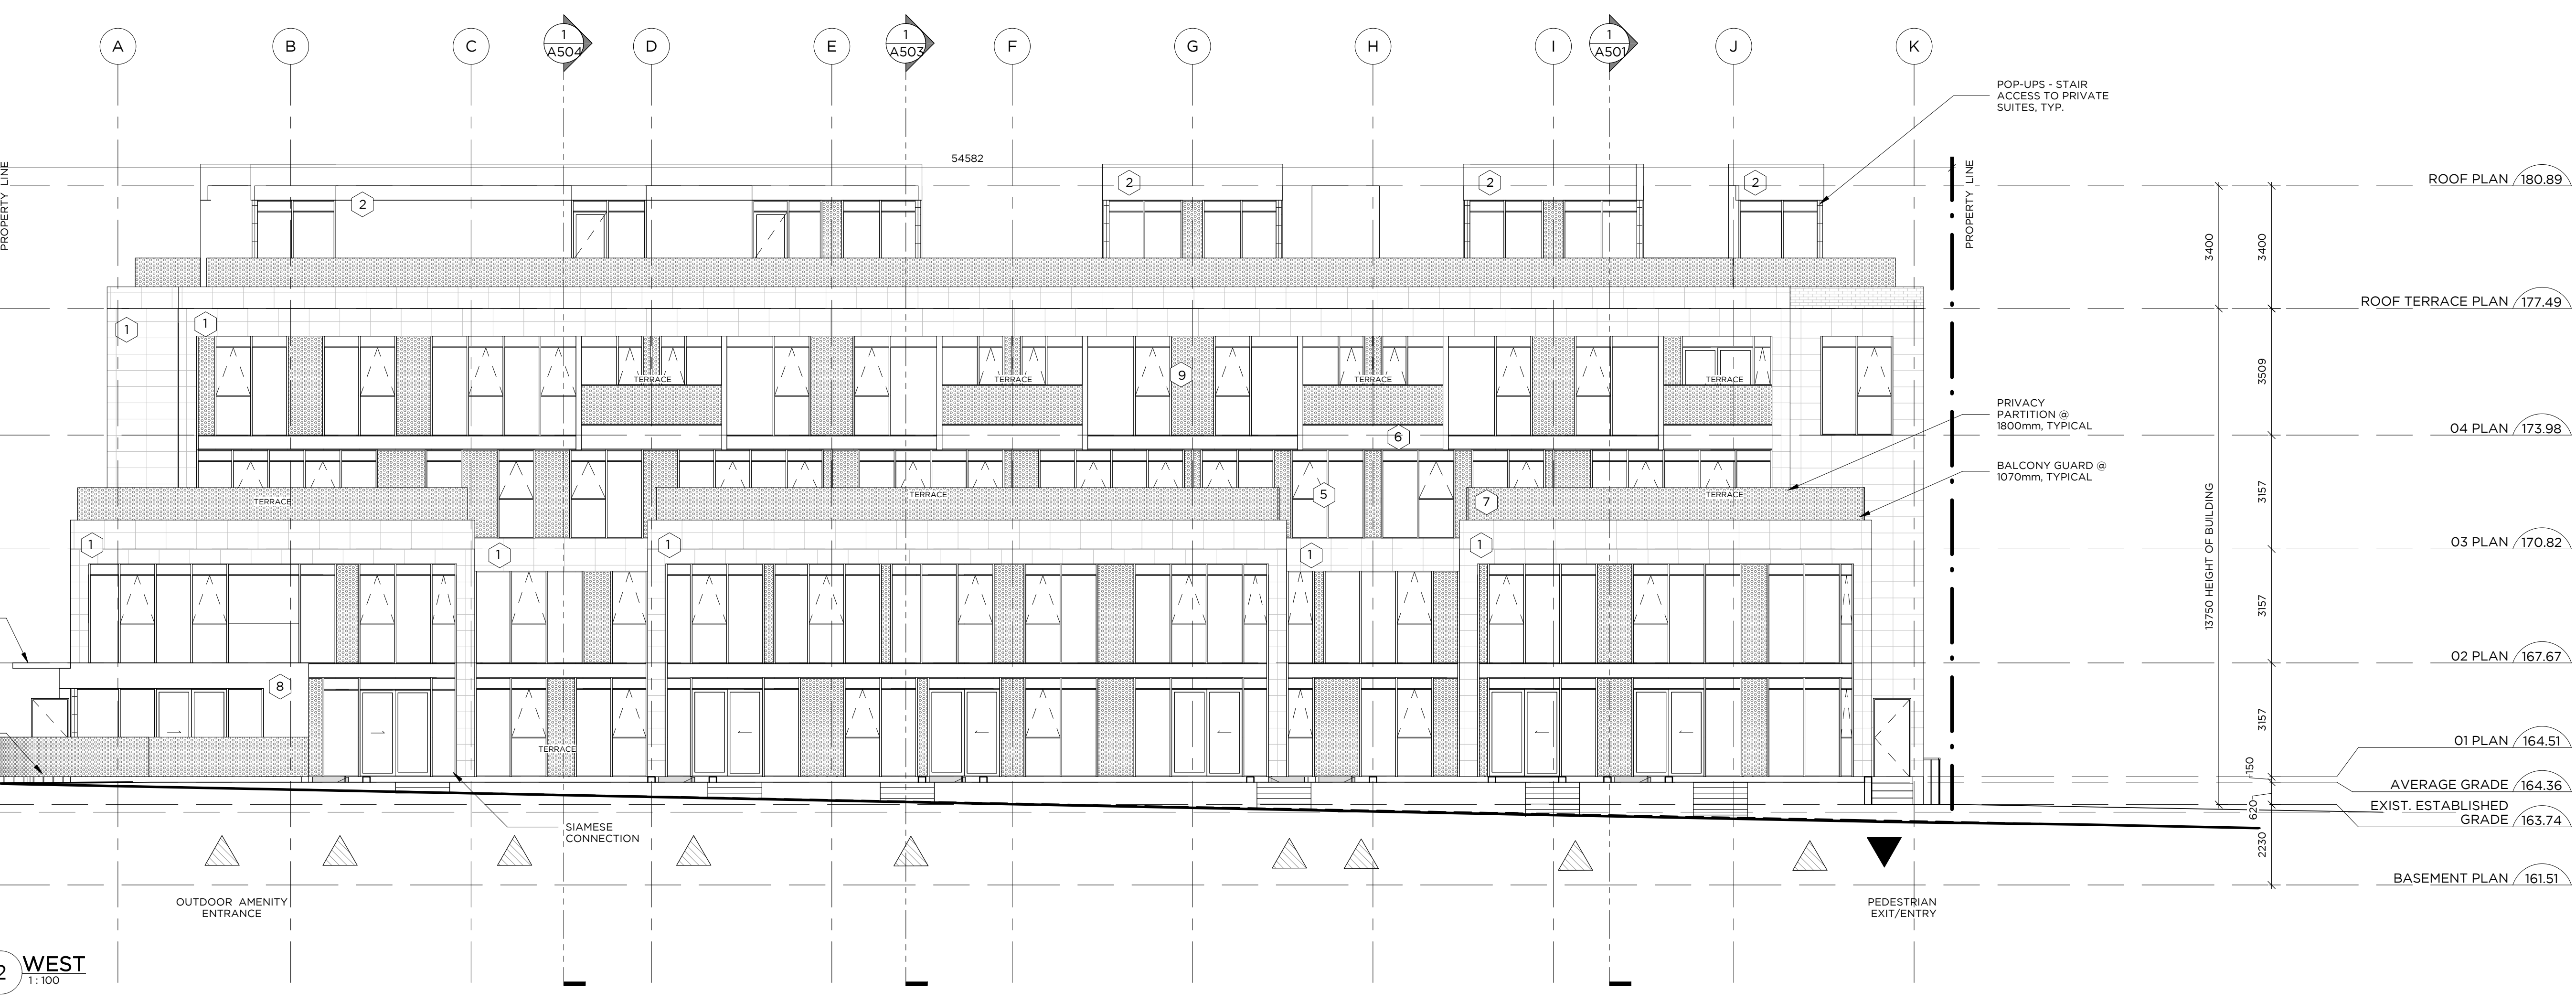 A
B
C
1
A504
D
E
1
A503
F
G
H
I
1
A501
J
K
POP-UPS - STAIR
ACCESS TO PRIVATE
SUITES, TYP.
PROPERTY LINE
54582
PROPERTY LINE
2
2
2
2
ROOF PLAN 180.89
3400
3400
ROOF TERRACE PLAN 177.49
1
1
TERRACE
TERRACE
9
TERRACE
TERRACE
3509
PRIVACY
PARTITION @
1800mm, TYPICAL
6
04 PLAN 173.98
BALCONY GUARD @
1070mm, TYPICAL
TERRACE
TERRACE
5
7
TERRACE
3157
13750 HEIGHT OF BUILDING
1
1
1
1
1
03 PLAN 170.82
3157
02 PLAN 167.67
8
3157
TERRACE
01 PLAN 164.51
150
AVERAGE GRADE 164.36
620
EXIST. ESTABLISHED
GRADE 163.74
SIAMESE
CONNECTION
2230
BASEMENT PLAN 161.51
OUTDOOR AMENITY
ENTRANCE
PEDESTRIAN
EXIT/ENTRY
2
WEST
1 : 100